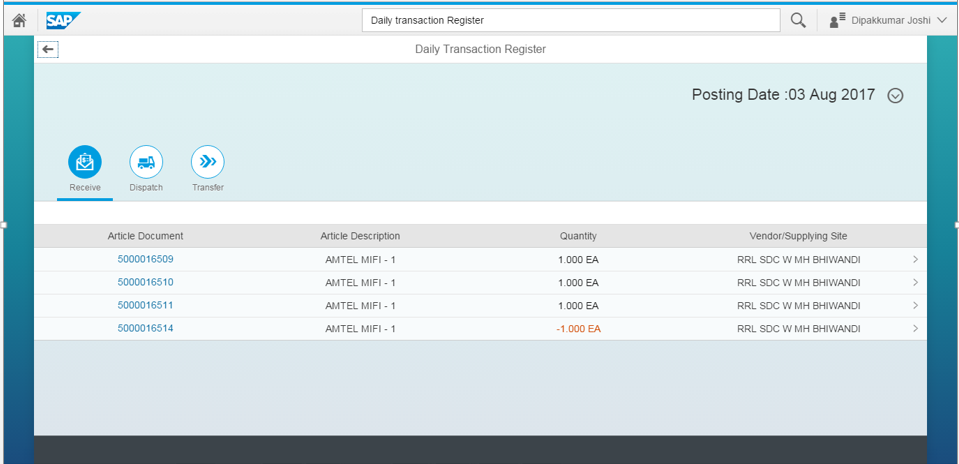 SAP Daily transaction Register Dipakkumar Joshi
Daily Transaction Register
Posting Date :03 Aug 2017
Receive Dispatch Transfer
Article Document Article Description Quantity Vendor/Supplying Site
5000016509 AMTEL MIFI - 1 1.000 EA RRL SDC W MH BHIWANDI
5000016510 AMTEL MIFI - 1 1.000 EA RRL SDC W MH BHIWANDI
5000016511 AMTEL MIFI - 1 1.000 EA RRL SDC W MH BHIWANDI
5000016514 AMTEL MIFI - 1 -1.000 EA RRL SDC W MH BHIWANDI